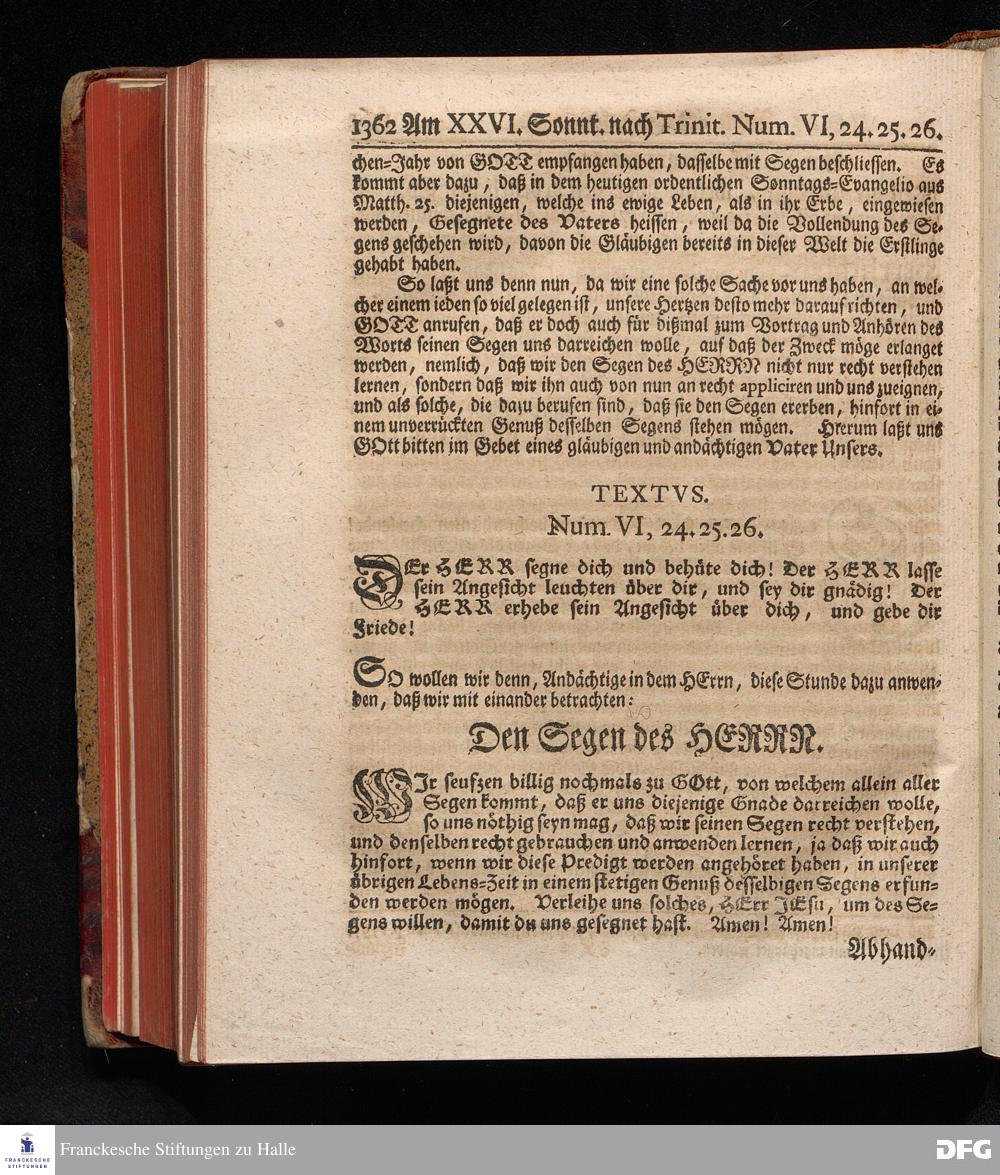 1362 Am XXVI. Sonnt. nach Trinit. Num. VI, 24. 25. 26.
chen-Jahr von GOTT empfangen haben, dasselbe mit Segen beschliessen. Es
kommt aber dazu, daß in dem heutigen ordentlichen Sonntags-Evangelio aus
Matth. 25. diejenigen, welche ins ewige Leben, als in ihr Erbe, eingewiesen
werden, Gesegnete des Vaters heissen, weil da die Vollendung des Se-
gens geschehen wird, davon die Gläubigen bereits in dieser Welt die Erstlinge
gehabt haben.
So laßt uns denn nun, da wir eine solche Sache vor uns haben, an wel-
cher einem ieden so viel gelegen ist, unsere Hertzen desto mehr darauf richten, und
GOTT anrufen, daß er doch auch für dißmal zum Vortrag und Anhören des
Worts seinen Segen uns darreichen wolle, auf daß der Zweck möge erlanget
werden, nemlich, daß wir den Segen des HERRN nicht nur recht verstehen
lernen, sondern daß wir ihn auch von nun an recht appliciren und uns zueignen,
und als solche, die dazu berufen sind, daß sie den Segen ererben, hinfort in ei-
nem unverrückten Genuß desselben Segens stehen mögen. Hierum laßt uns
GOtt bitten im Gebet eines gläubigen und andächtigen Vater Unsers.
TEXTVS.
Num. VI, 24. 25. 26.
DEr HERR segne dich und behüte dich! Der HERR lasse
sein Angesicht leuchten über dir, und sey dir gnädig! Der
HERR erhebe sein Angesicht über dich, und gebe dir
Friede!
SO wollen wir denn, Andächtige in dem HErrn, diese Stunde dazu anwen-
den, daß wir mit einander betrachten:
Den Segen des HERRN.
WIr seufzen billig nochmals zu GOtt, von welchem allein aller
Segen kommt, daß er uns diejenige Gnade darreichen wolle,
so uns nöthig seyn mag, daß wir seinen Segen recht verstehen,
und denselben recht gebrauchen und anwenden lernen, ja daß wir auch
hinfort, wenn wir diese Predigt werden angehöret haben, in unserer
übrigen Lebens-Zeit in einem stetigen Genuß desselbigen Segens erfun-
den werden mögen. Verleihe uns solches, HErr JEsu, um des Se-
gens willen, damit du uns gesegnet hast. Amen! Amen!
Abhand-
FRANCKESCHE
STIFTUNGEN
Franckesche Stiftungen zu Halle
DFG